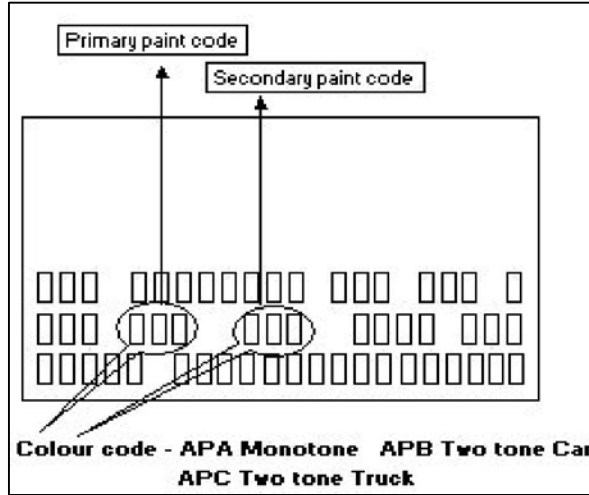 Primary paint code
Secondary paint code
Colour code - APA Monotone APB Two tone Car
APC Two tone Truck